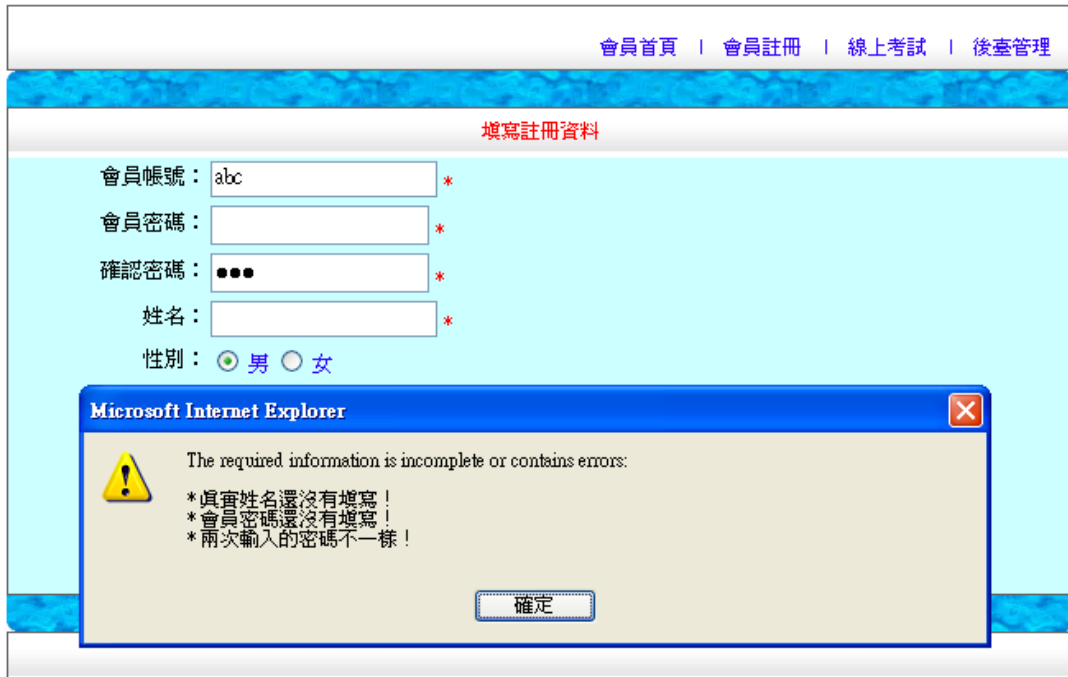 會員首頁 | 會員註冊 | 線上考試 | 後臺管理
填寫註冊資料
會員帳號：abc *
會員密碼： *
確認密碼：●●● *
姓名： *
性別： 男 女
Microsoft Internet Explorer
The required information is incomplete or contains errors:
*真實姓名還沒有填寫！
*會員密碼還沒有填寫！
*兩次輸入的密碼不一樣！
確定